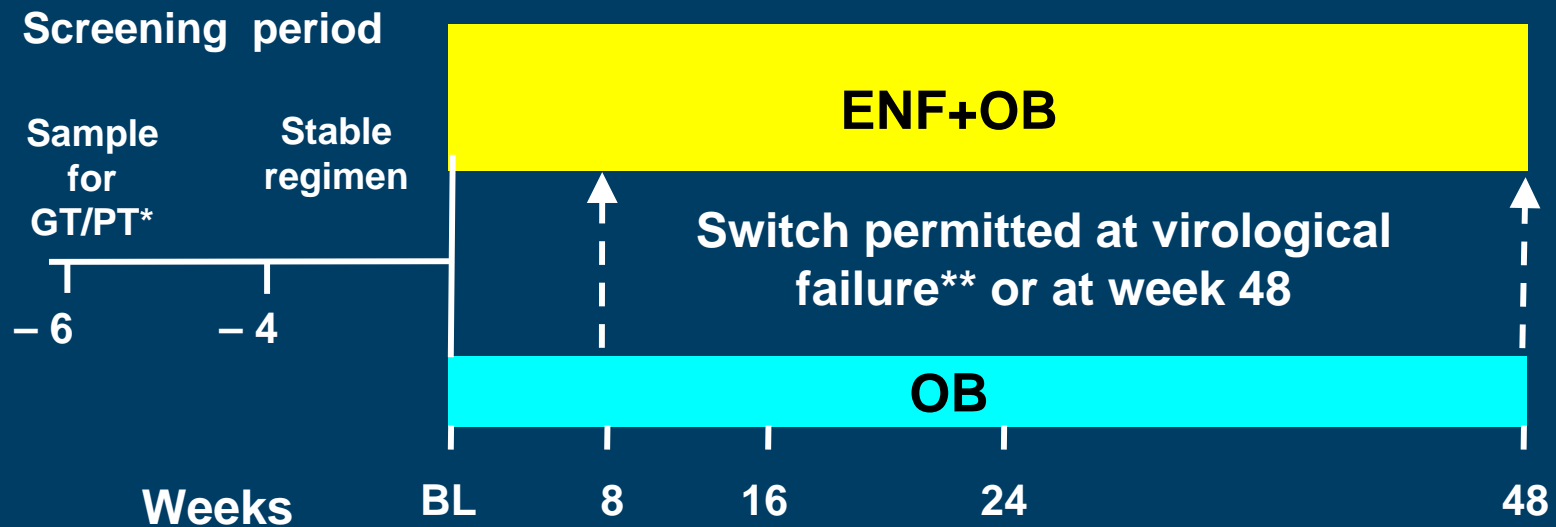 Screening period
ENF+OB
Sample
for
GT/PT*
Stable
regimen
Switch permitted at virological
failure** or at week 48
– 6
– 4
OB
Weeks
BL
8
16
24
48